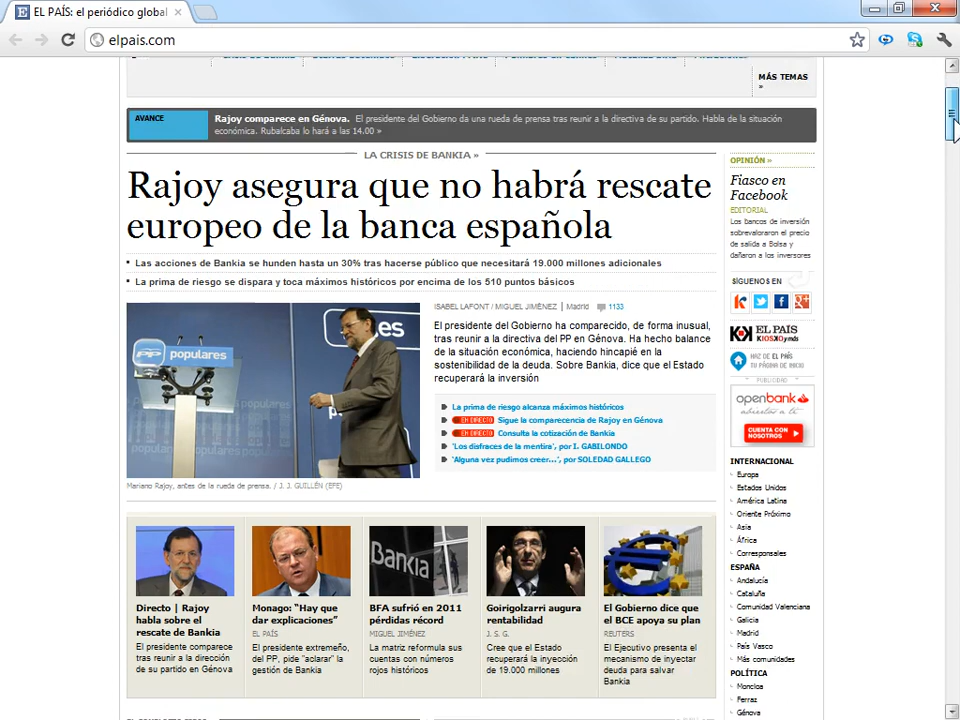 EL PAÍS: el periódico global
elpais.com
MÁS TEMAS
»
AVANCE
Rajoy comparece en Génova. El presidente del Gobierno da una rueda de prensa tras reunir a la directiva de su partido. Habla de la situación
económica. Rubalcaba lo hará a las 14.00 »
LA CRISIS DE BANKIA »
Rajoy asegura que no habrá rescate
europeo de la banca española
Las acciones de Bankia se hunden hasta un 30% tras hacerse público que necesitará 19.000 millones adicionales
La prima de riesgo se dispara y toca máximos históricos por encima de los 510 puntos básicos
populares
es
ISABEL LAFONT / MIGUEL JIMÉNEZ | Madrid 1133
El presidente del Gobierno ha comparecido, de forma inusual,
tras reunir a la directiva del PP en Génova. Ha hecho balance
de la situación económica, haciendo hincapié en la
sostenibilidad de la deuda. Sobre Bankia, dice que el Estado
recuperará la inversión
La prima de riesgo alcanza máximos históricos
EN DIRECTO Sigue la comparecencia de Rajoy en Génova
EN DIRECTO Consulta la cotización de Bankia
'Los disfraces de la mentira', por I. GABILONDO
'Alguna vez pudimos creer...', por SOLEDAD GALLEGO
Mariano Rajoy, antes de la rueda de prensa. / J. J. GUILLÉN (EFE)
Bankia
Directo | Rajoy
habla sobre el
rescate de Bankia
El presidente comparece
tras reunir a la dirección
de su partido en Génova
Monago: “Hay que
dar explicaciones”
EL PAÍS
El presidente extremeño,
del PP, pide "aclarar" la
gestión de Bankia
BFA sufrió en 2011
pérdidas récord
MIGUEL JIMÉNEZ
La matriz reformula sus
cuentas con números
rojos históricos
Goirigolzarri augura
rentabilidad
J. S. G.
Cree que el Estado
recuperará la inyección
de 19.000 millones
El Gobierno dice que
el BCE apoya su plan
REUTERS
El Ejecutivo presenta el
mecanismo de inyectar
deuda para salvar
Bankia
OPINIÓN »
Fiasco en
Facebook
EDITORIAL
Los bancos de inversión
sobrevaloraron el precio
de salida a Bolsa y
dañaron a los inversores
SÍGUENOS EN
EL PAÍS
KIOSKOymás
HAZ DE EL PAÍS
TU PÁGINA DE INICIO
PUBLICIDAD
openbank
abiertos a ti
CUENTA CON
NOSOTROS
INTERNACIONAL
Europa
Estados Unidos
América Latina
Oriente Próximo
Asia
África
Corresponsales
ESPAÑA
Andalucía
Cataluña
Comunidad Valenciana
Galicia
Madrid
País Vasco
Más comunidades
POLÍTICA
Moncloa
Ferraz
Génova